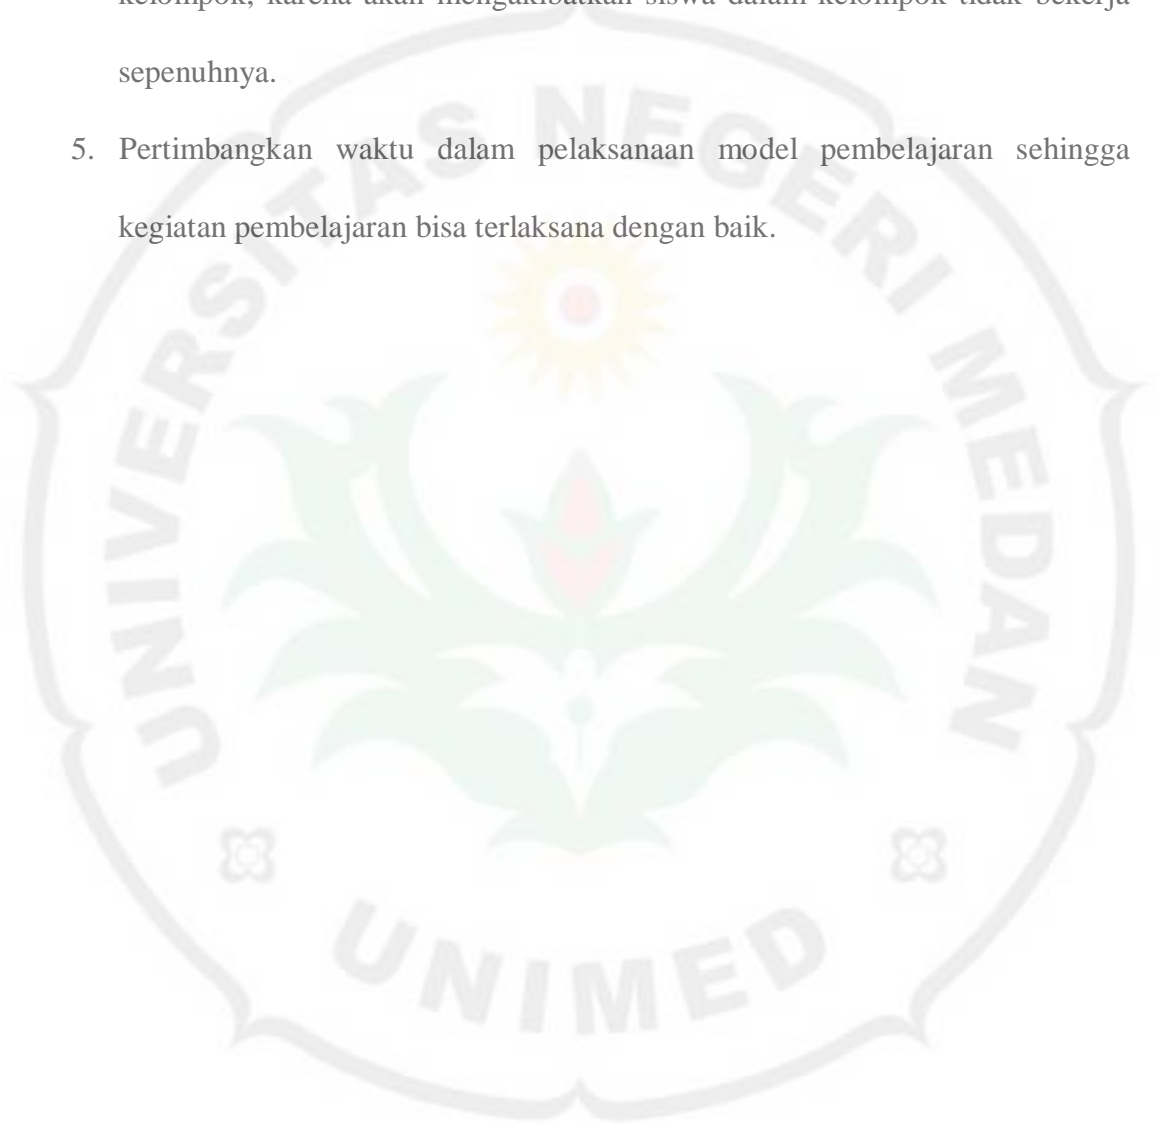 kelompok, karena akan mengakibatkan siswa dalam kelompok tidak bekerja
sepenuhnya.
5. Pertimbangkan waktu dalam pelaksanaan model pembelajaran sehingga
kegiatan pembelajaran bisa terlaksana dengan baik.
UNIVERSITAS NEGERI MEDAN
UNIMED